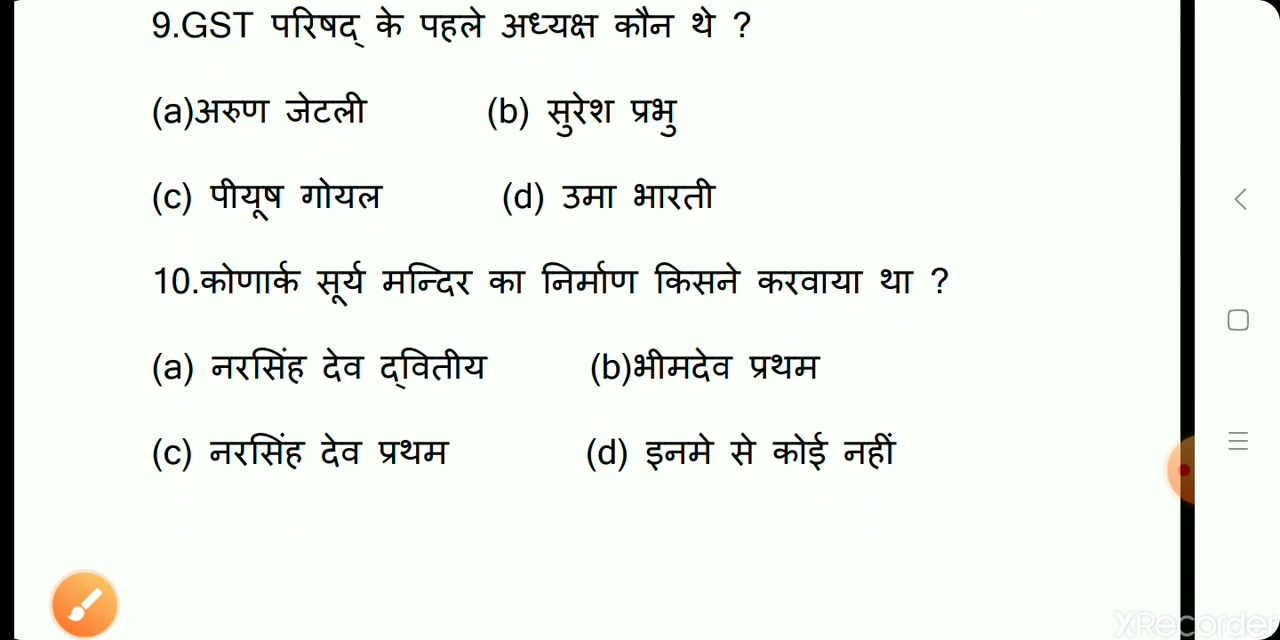 9.GST परिषद् के पहले अध्यक्ष कौन थे ?
(a)अरुण जेटली (b) सुरेश प्रभु
(c) पीयूष गोयल (d) उमा भारती
10.कोणार्क सूर्य मन्दिर का निर्माण किसने करवाया था ?
(a) नरसिंह देव द्‌वितीय (b)भीमदेव प्रथम
(c) नरसिंह देव प्रथम (d) इनमे से कोई नहीं
XRecorder